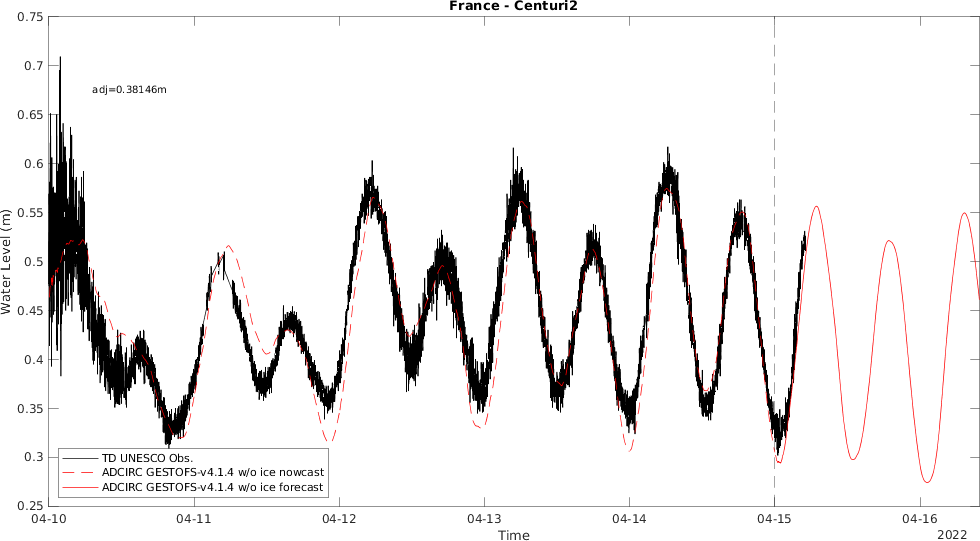 France - Centuri2
0.75
0.7
0.65
0.6
0.55
0.5
0.45
0.4
0.35
0.3
0.25
Water Level (m)
adj=0.38146m
TD UNESCO Obs.
ADCIRC GESTOFS-v4.1.4 w/o ice nowcast
ADCIRC GESTOFS-v4.1.4 w/o ice forecast
04-10 04-11 04-12 04-13 04-14 04-15 04-16
Time
2022